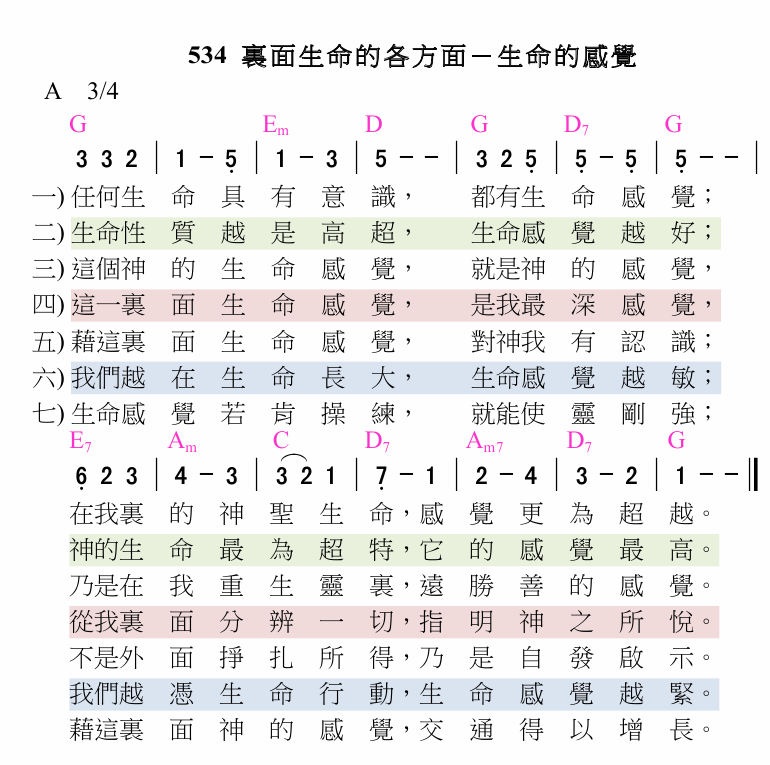 534 裏面生命的各方面－生命的感覺
A 3/4
G Em D G D7 G
3 3 2 | 1 - 5̣ | 1 - 3 | 5 - - | 3 2 5̣ | 5̣ - 5̣ | 5̣ - - |
一) 任何生 命 具 有 意 識， 都有生 命 感 覺；
二) 生命性 質 越 是 高 超， 生命感 覺 越 好；
三) 這個神 的 生 命 感 覺， 就是神 的 感 覺，
四) 這一裏 面 生 命 感 覺， 是我最 深 感 覺，
五) 藉這裏 面 生 命 感 覺， 對神我 有 認 識；
六) 我們越 在 生 命 長 大， 生命感 覺 越 敏；
七) 生命感 覺 若 肯 操 練， 就能使 靈 剛 強；
E7 Am C D7 Am7 D7 G
6̣ 2 3 | 4 - 3 | 3 2 1 | 7̣ - 1 | 2 - 4 | 3 - 2 | 1 - - ‖
在我裏 的 神 聖 生 命，感 覺 更 為 超 越。
神的生 命 最 為 超 特，它 的 感 覺 最 高。
乃是在 我 重 生 靈 裏，遠 勝 善 的 感 覺。
從我裏 面 分 辨 一 切，指 明 神 之 所 悅。
不是外 面 掙 扎 所 得，乃 是 自 發 啟 示。
我們越 憑 生 命 行 動，生 命 感 覺 越 緊。
藉這裏 面 神 的 感 覺，交 通 得 以 增 長。